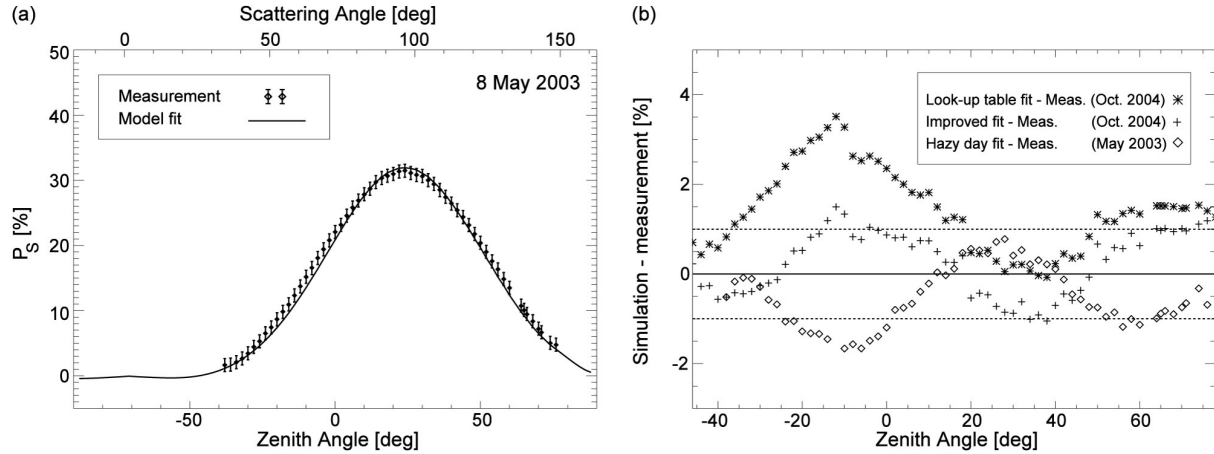 (a)
Scattering Angle [deg]
0 50 100 150
50
40
30
20
10
0
P_S [%]
Measurement
Model fit
8 May 2003
-50 0 50
Zenith Angle [deg]
(b)
4
2
0
-2
Simulation - measurement [%]
Look-up table fit - Meas. (Oct. 2004)
Improved fit - Meas. (Oct. 2004)
Hazy day fit - Meas. (May 2003)
-40 -20 0 20 40 60
Zenith Angle [deg]